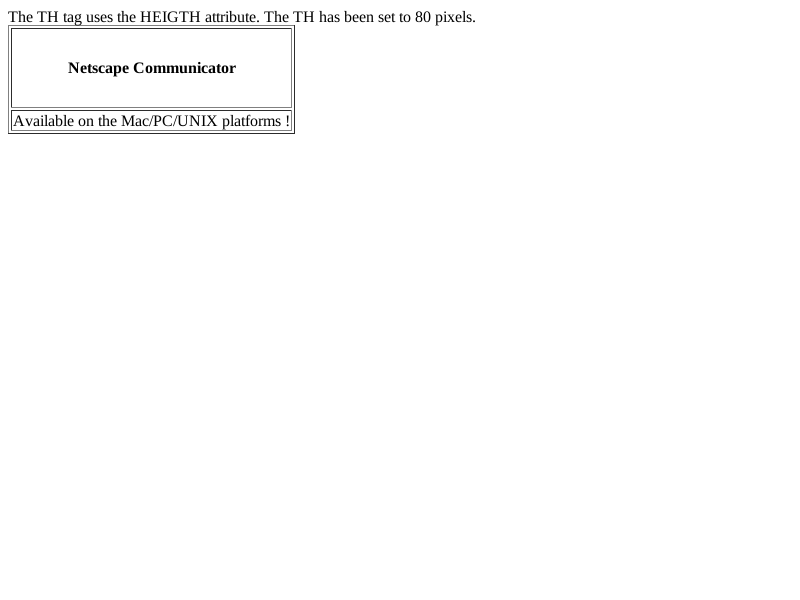 The TH tag uses the HEIGTH attribute. The TH has been set to 80 pixels.
Netscape Communicator
Available on the Mac/PC/UNIX platforms !